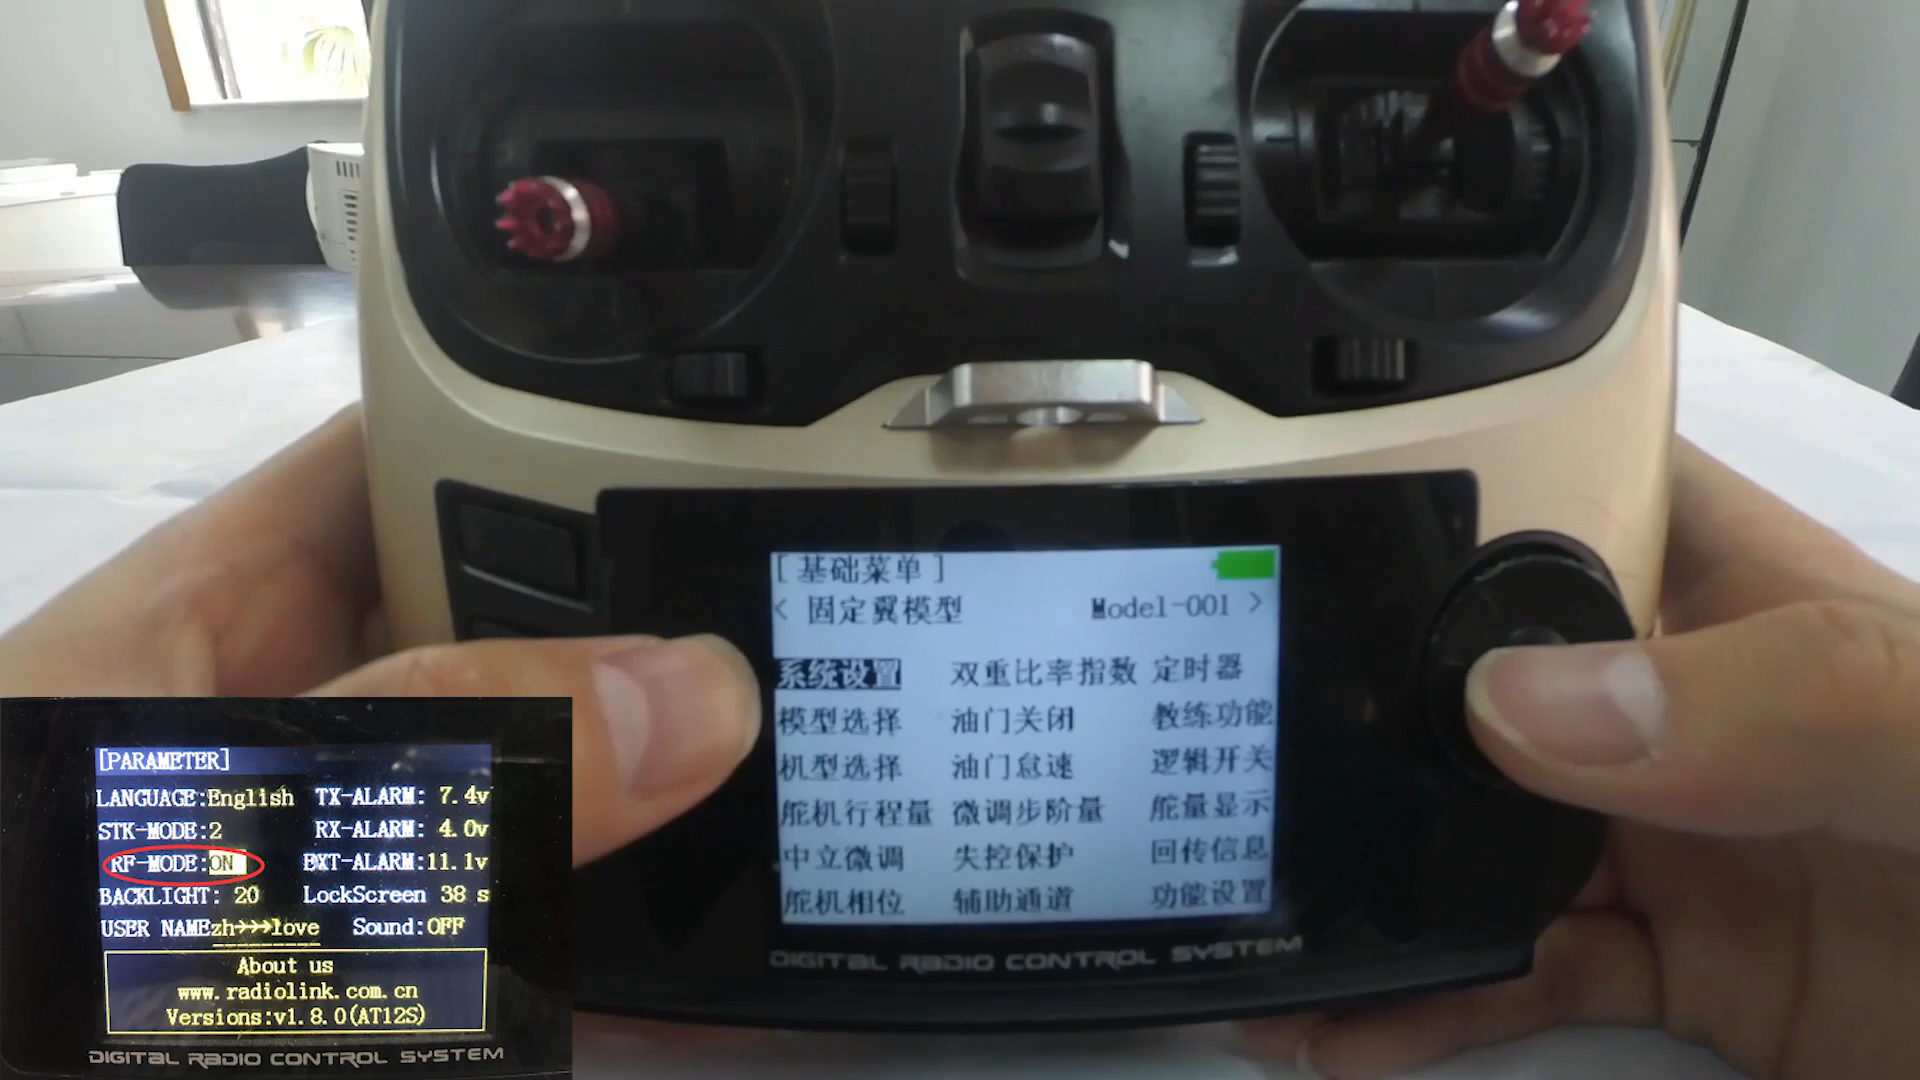 [ 基础菜单 ]
< 固定翼模型 Model-001 >
系统设置 双重比率指数 定时器
模型选择 油门关闭 教练功能
机型选择 油门怠速 逻辑开关
舵机行程量 微调步阶量 舵量显示
中立微调 失控保护 回传信息
舵机相位 辅助通道 功能设置
DIGITAL RADIO CONTROL SYSTEM
[PARAMETER]
LANGUAGE:English TX-ALARM: 7.4v
STK-MODE:2 RX-ALARM: 4.0v
RF-MODE:ON EXT-ALARM:11.1v
BACKLIGHT: 20 LockScreen 38 s
USER NAME zh→→→love Sound:OFF
About us
www.radiolink.com.cn
Versions:v1.8.0(AT12S)
DIGITAL RADIO CONTROL SYSTEM